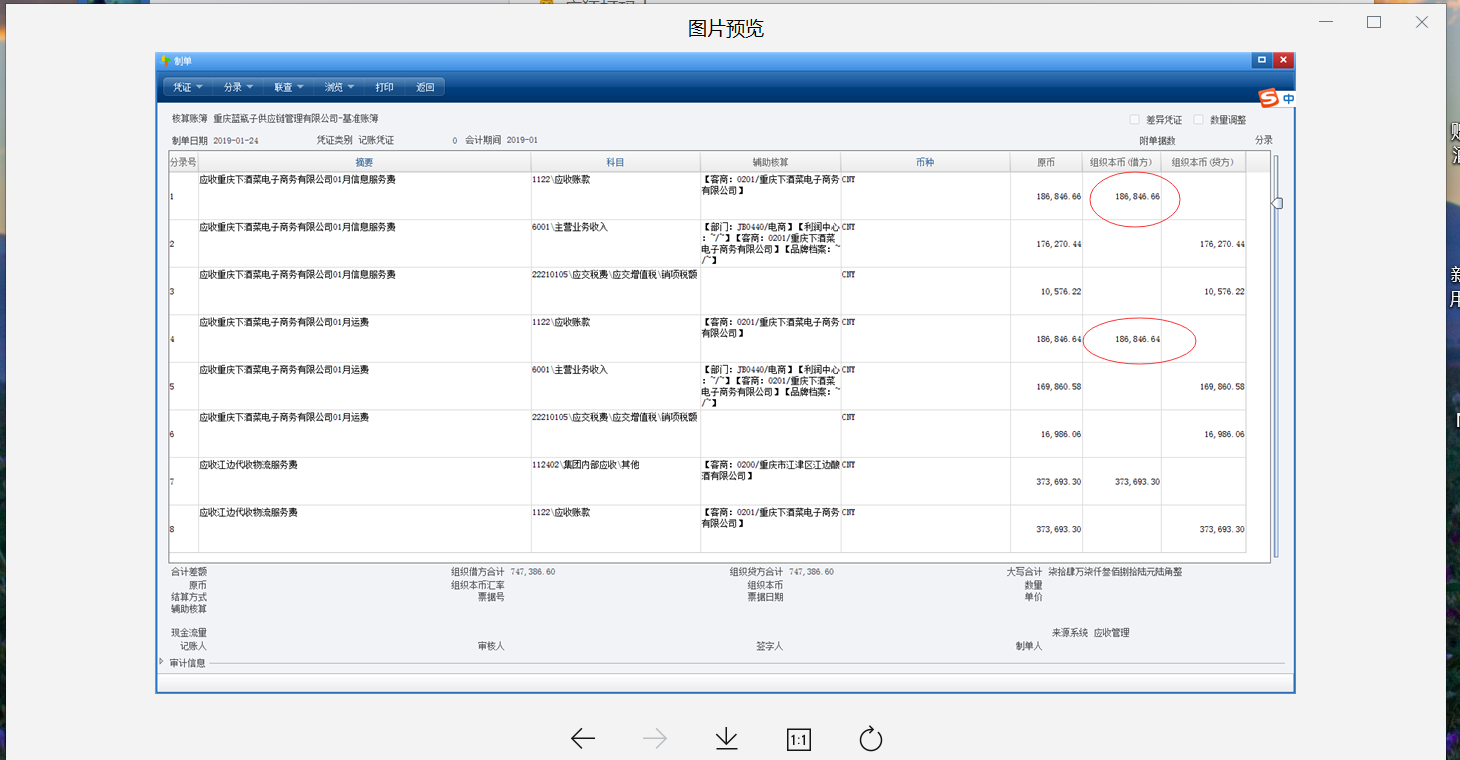 图片预览
制单
凭证 分录 联查 浏览 打印 返回
中
核算账簿 重庆蓝瓶子供应链管理有限公司-基准账簿
差异凭证 数量调整
制单日期 2019-01-24 凭证类别 记账凭证 0 会计期间 2019-01 附单据数 分录
分录号 摘要 科目 辅助核算 币种 原币 组织本币(借方) 组织本币(贷方)
1 应收重庆下酒菜电子商务有限公司01月信息服务费 1122\应收账款 【客商: 0201/重庆下酒菜电子商务有限公司】 CNY 186,846.66 186,846.66
2 应收重庆下酒菜电子商务有限公司01月信息服务费 6001\主营业务收入 【部门: JB0440/电商】【利润中心: ~/~】【客商: 0201/重庆下酒菜电子商务有限公司】【品牌档案: ~/~】 CNY 176,270.44 176,270.44
3 应收重庆下酒菜电子商务有限公司01月信息服务费 22210105\应交税费\应交增值税\销项税额 CNY 10,576.22 10,576.22
4 应收重庆下酒菜电子商务有限公司01月运费 1122\应收账款 【客商: 0201/重庆下酒菜电子商务有限公司】 CNY 186,846.64 186,846.64
5 应收重庆下酒菜电子商务有限公司01月运费 6001\主营业务收入 【部门: JB0440/电商】【利润中心: ~/~】【客商: 0201/重庆下酒菜电子商务有限公司】【品牌档案: ~/~】 CNY 169,860.58 169,860.58
6 应收重庆下酒菜电子商务有限公司01月运费 22210105\应交税费\应交增值税\销项税额 CNY 16,986.06 16,986.06
7 应收江边代收物流服务费 112402\集团内部应收\其他 【客商: 0200/重庆市江津区江边酿酒有限公司】 CNY 373,693.30 373,693.30
8 应收江边代收物流服务费 1122\应收账款 【客商: 0201/重庆下酒菜电子商务有限公司】 CNY 373,693.30 373,693.30
合计差额 组织借方合计 747,386.60 组织贷方合计 747,386.60 大写合计 柒拾肆万柒仟叁佰捌拾陆元陆角整
原币 组织本币汇率 组织本币 数量
结算方式 票据号 票据日期 单价
辅助核算
现金流量 来源系统 应收管理
记账人 审核人 签字人 制单人
审计信息
1:1